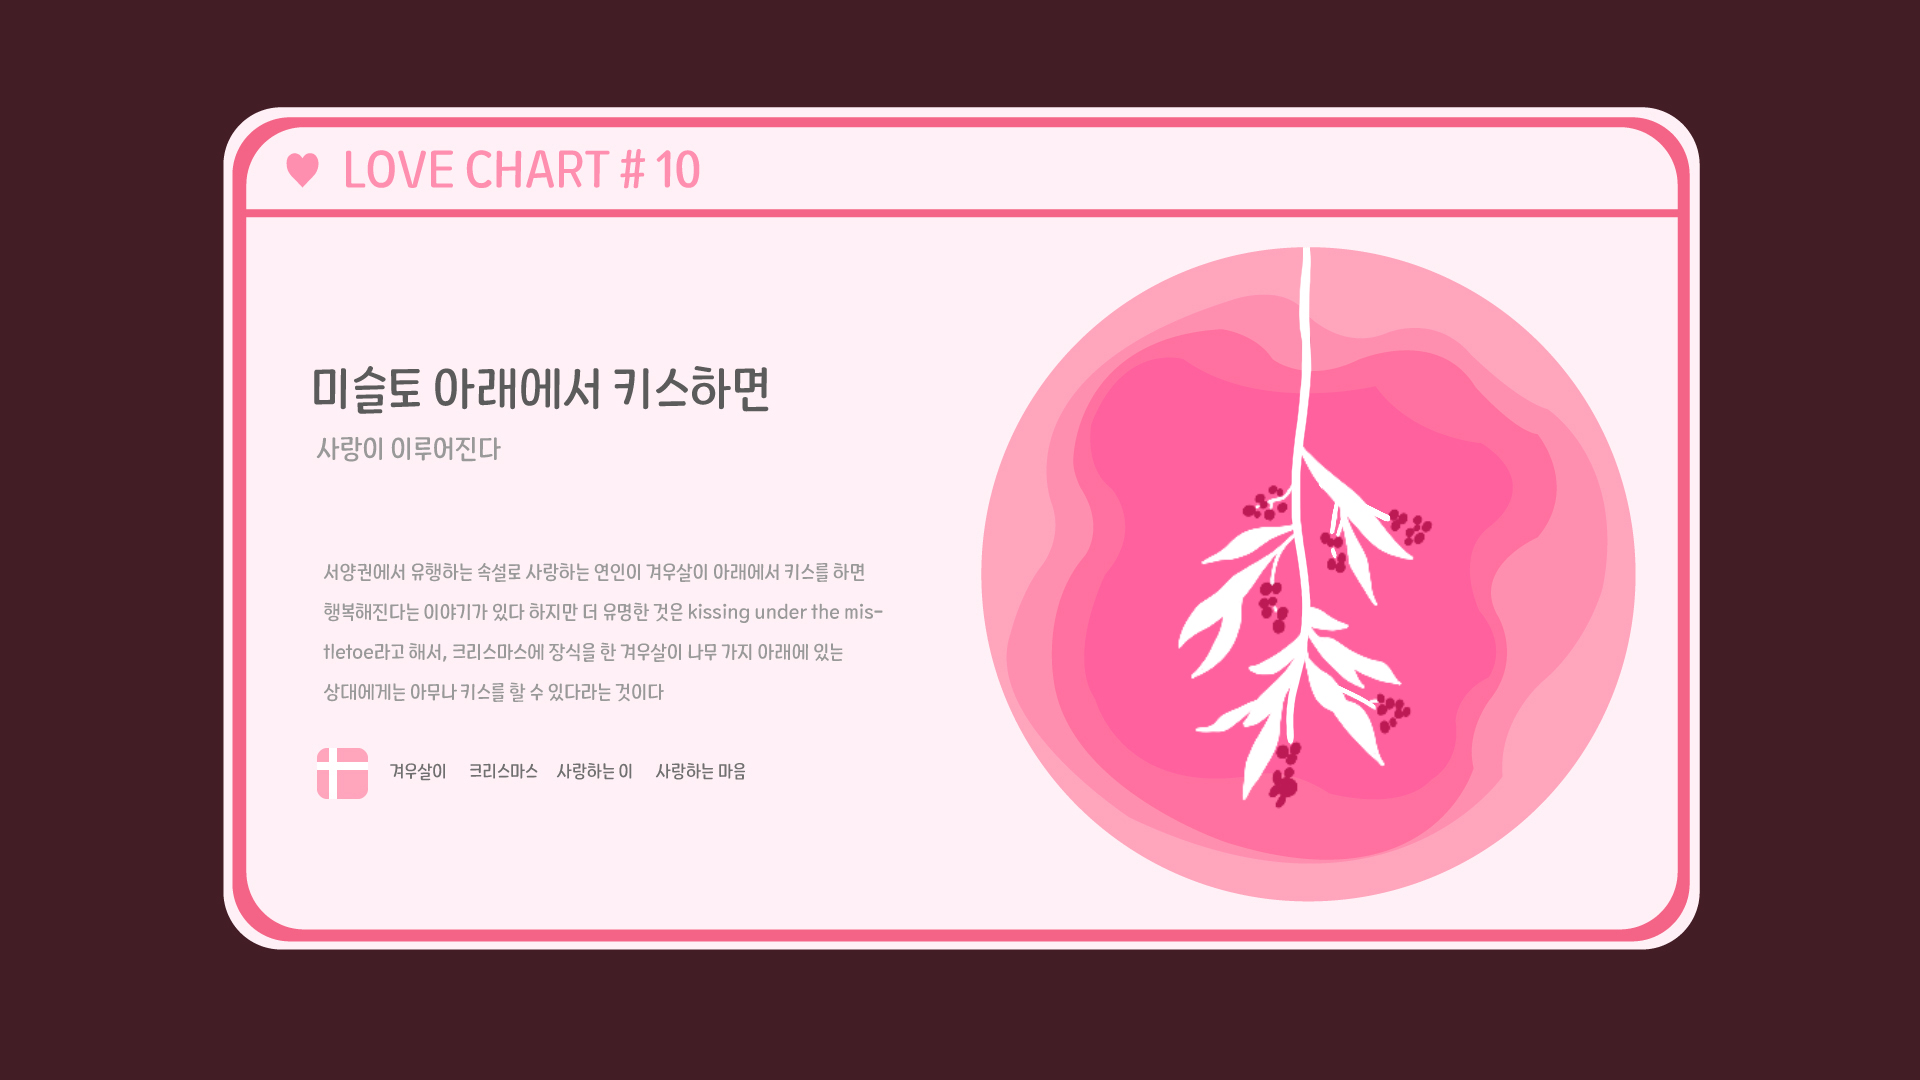 LOVE CHART # 10
미슬토 아래에서 키스하면
사랑이 이루어진다
서양권에서 유행하는 속설로 사랑하는 연인이 겨우살이 아래에서 키스를 하면
행복해진다는 이야기가 있다 하지만 더 유명한 것은 kissing under the mis-
tletoe라고 해서, 크리스마스에 장식을 한 겨우살이 나무 가지 아래에 있는
상대에게는 아무나 키스를 할 수 있다라는 것이다
겨우살이 크리스마스 사랑하는 이 사랑하는 마음